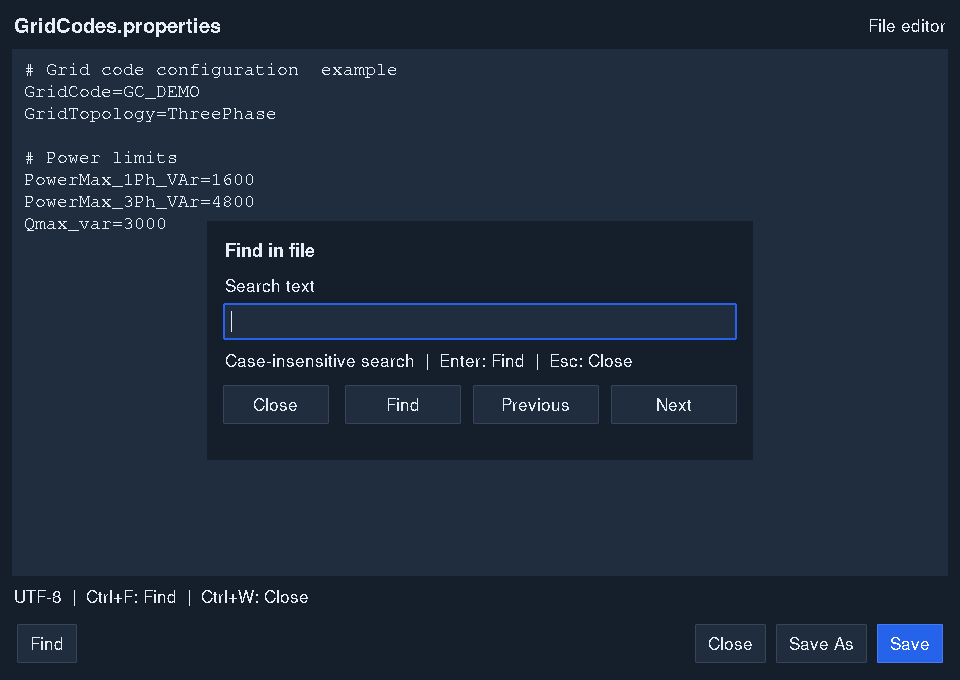 GridCodes.properties
File editor
# Grid code configuration  example
GridCode=GC_DEMO
GridTopology=ThreePhase
# Power limits
PowerMax_1Ph_VAr=1600
PowerMax_3Ph_VAr=4800
Qmax_var=3000
Find in file
Search text
Case-insensitive search | Enter: Find | Esc: Close
Close
Find
Previous
Next
UTF-8 | Ctrl+F: Find | Ctrl+W: Close
Find
Close
Save As
Save